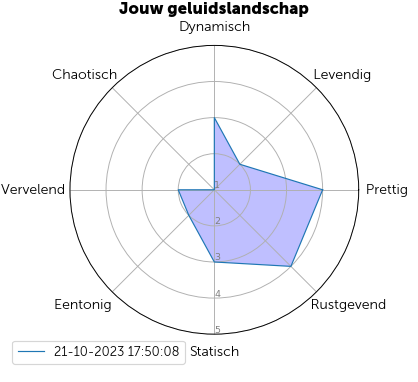 Jouw geluidslandschap
Dynamisch
Chaotisch
Levendig
Vervelend
1
Prettig
2
3
4
Eentonig
Rustgevend
5
21-10-2023 17:50:08
Statisch